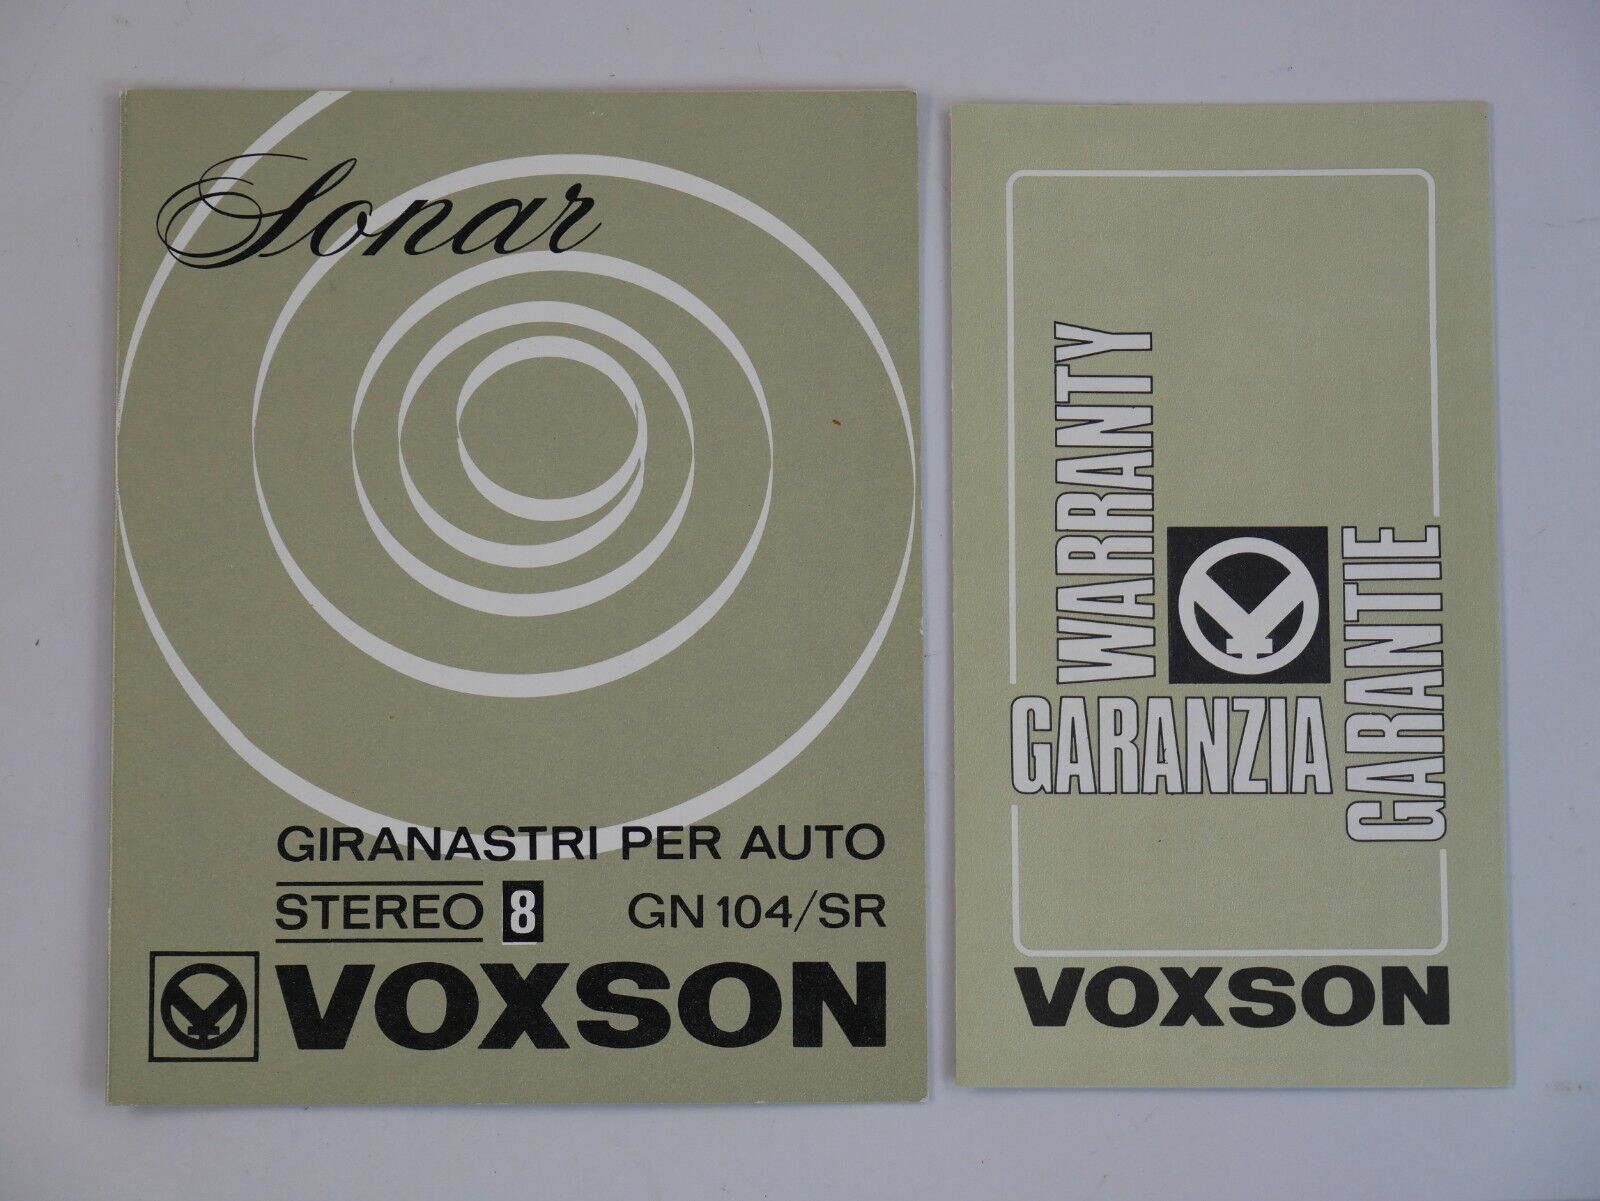 Sonar
GIRANASTRI PER AUTO
STEREO 8 GN 104/SR
VOXSON
WARRANTY
GARANZIA
GARANTIE
VOXSON